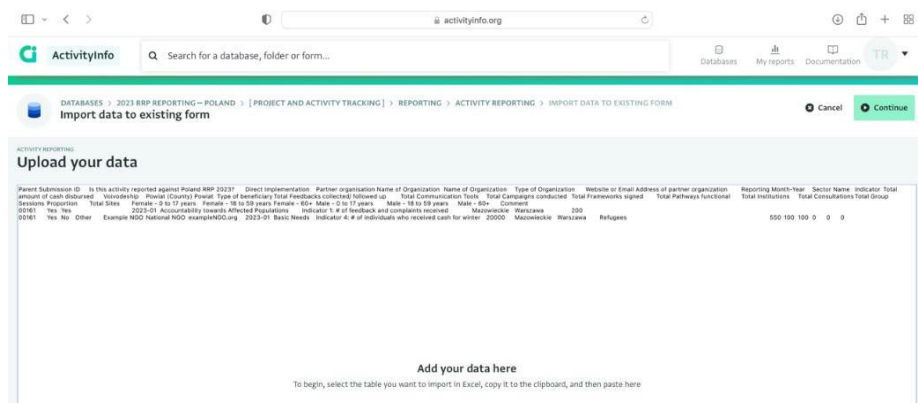 activityinfo.org
ActivityInfo
Search for a database, folder or form...
Databases
My reports
Documentation
TR
DATABASES > 2023 RRP REPORTING – POLAND > [PROJECT AND ACTIVITY TRACKING] > REPORTING > ACTIVITY REPORTING > IMPORT DATA TO EXISTING FORM
Import data to existing form
Cancel
Continue
ACTIVITY REPORTING
Upload your data
Parent Submission ID Is this activity reported against Poland RRP 2023? Direct Implementation Partner organisation Name of Organization Name of Organization Type of Organization Website or Email Address of partner organization Reporting Month-Year Sector Name Indicator Total
amount of cash disbursed Voivodeship Powiat (County) Powiat Type of beneficiary Total Feedbacks collected/ followed up Total Communication Tools Total Campaigns conducted Total Frameworks signed Total Pathways functional Total Institutions Total Consultations Total Group
Sessions Proportion Total Sites Female - 0 to 17 years Female - 18 to 59 years Female - 60+ Male - 0 to 17 years Male - 18 to 59 years Male - 60+ Comment
00161 Yes Yes 2023-01 Accountability towards Affected Populations Indicator 1: # of feedback and complaints received Mazowieckie Warszawa 200
00161 Yes No Other Example NGO National NGO exampleNGO.org 2023-01 Basic Needs Indicator 4: # of individuals who received cash for winter 20000 Mazowieckie Warszawa Refugees 550 100 100 0 0 0
Add your data here
To begin, select the table you want to import in Excel, copy it to the clipboard, and then paste here